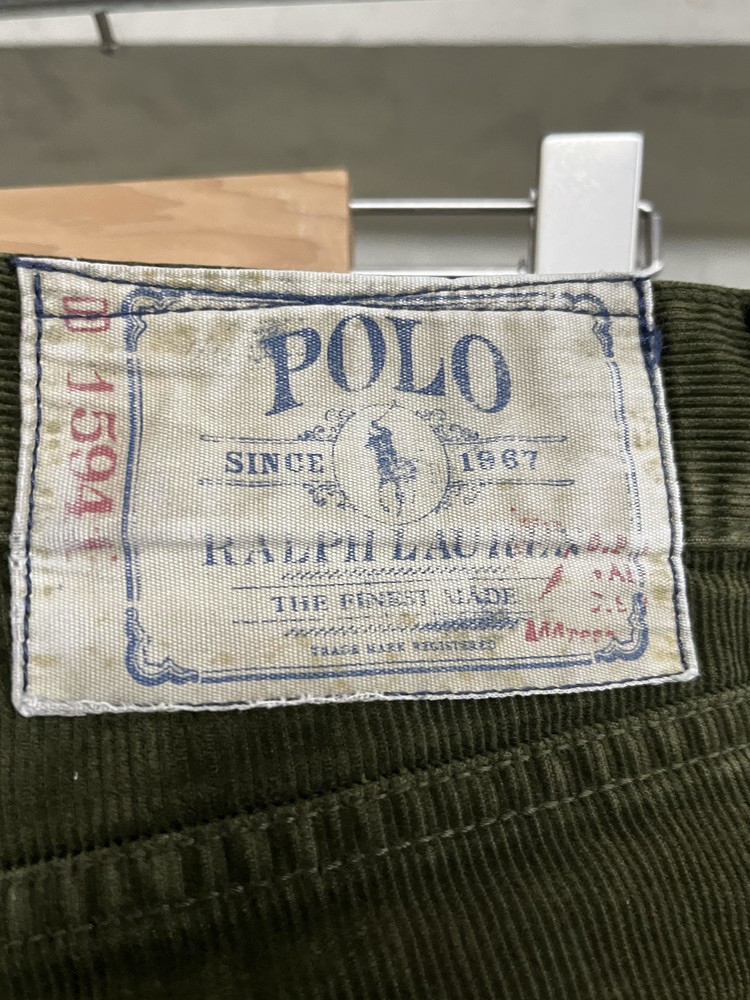 POLO
SINCE 1967
RALPH LAUREN
THE FINEST MADE
TRADE MARK REGISTERED
1594